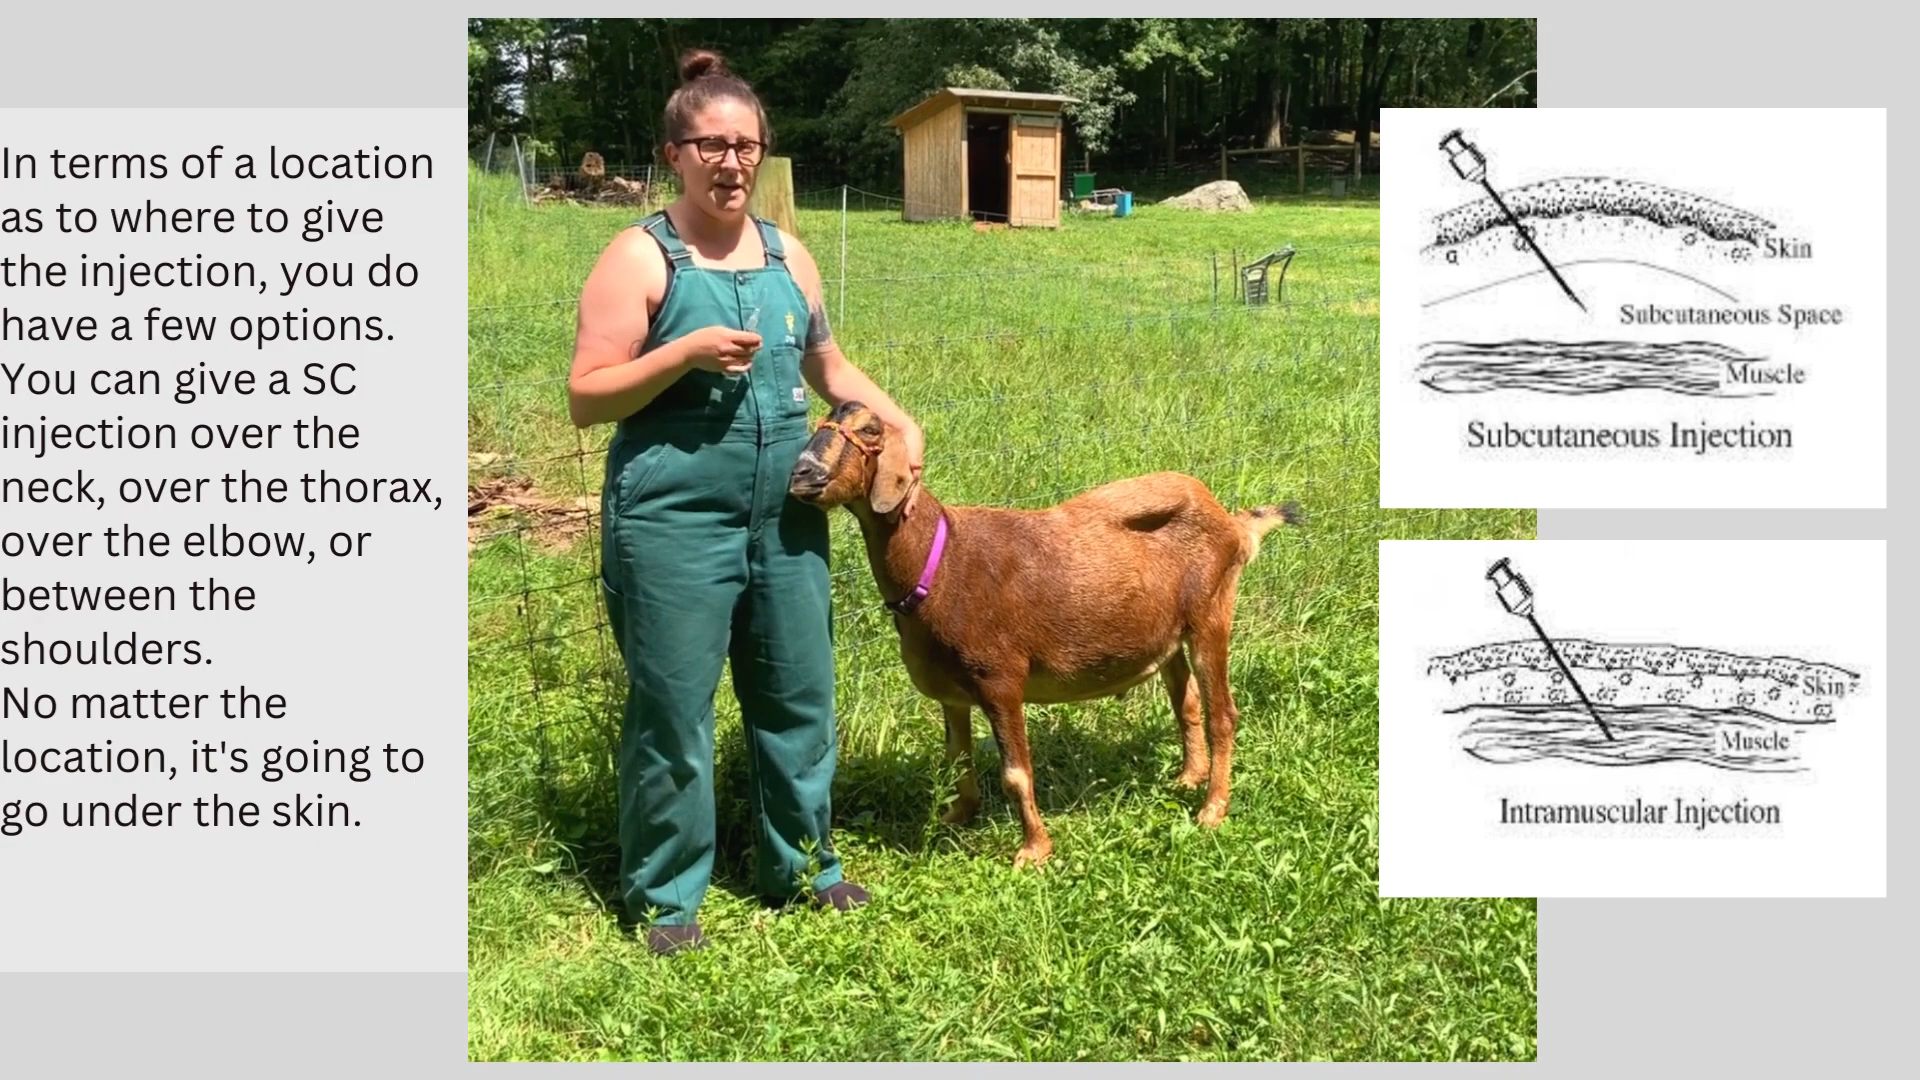 In terms of a location
as to where to give
the injection, you do
have a few options.
You can give a SC
injection over the
neck, over the thorax,
over the elbow, or
between the
shoulders.
No matter the
location, it's going to
go under the skin.
Skin
Subcutaneous Space
Muscle
Subcutaneous Injection
Skin
Muscle
Intramuscular Injection